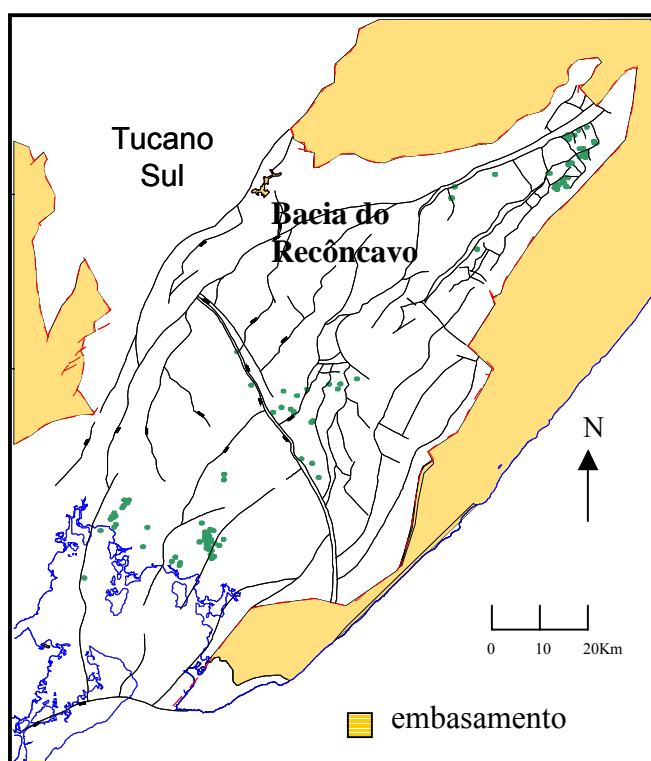 Tucano
Sul
Bacia do
Recôncavo
N
0 10 20Km
embasamento